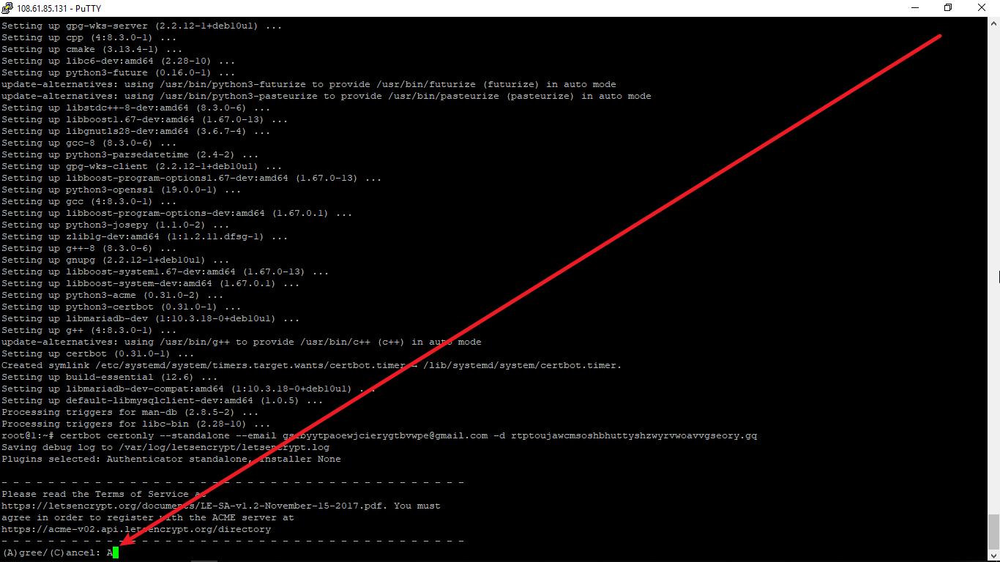 108.61.85.131 - PuTTY
Setting up gpg-wks-server (2.2.12-1+deb10u1) ...
Setting up cpp (4:8.3.0-1) ...
Setting up cmake (3.13.4-1) ...
Setting up libc6-dev:amd64 (2.28-10) ...
Setting up python3-future (0.16.0-1) ...
update-alternatives: using /usr/bin/python3-futurize to provide /usr/bin/futurize (futurize) in auto mode
update-alternatives: using /usr/bin/python3-pasteurize to provide /usr/bin/pasteurize (pasteurize) in auto mode
Setting up libstdc++-8-dev:amd64 (8.3.0-6) ...
Setting up libboost1.67-dev:amd64 (1.67.0-13) ...
Setting up libgnutls28-dev:amd64 (3.6.7-4) ...
Setting up gcc-8 (8.3.0-6) ...
Setting up python3-parsedatetime (2.4-2) ...
Setting up gpg-wks-client (2.2.12-1+deb10u1) ...
Setting up libboost-program-options1.67-dev:amd64 (1.67.0-13) ...
Setting up python3-openssl (19.0.0-1) ...
Setting up gcc (4:8.3.0-1) ...
Setting up libboost-program-options-dev:amd64 (1.67.0.1) ...
Setting up python3-josepy (1.1.0-2) ...
Setting up zlib1g-dev:amd64 (1:1.2.11.dfsg-1) ...
Setting up g++-8 (8.3.0-6) ...
Setting up gnupg (2.2.12-1+deb10u1) ...
Setting up libboost-system1.67-dev:amd64 (1.67.0-13) ...
Setting up libboost-system-dev:amd64 (1.67.0.1) ...
Setting up python3-acme (0.31.0-2) ...
Setting up python3-certbot (0.31.0-1) ...
Setting up libmariadb-dev (1:10.3.18-0+deb10u1) ...
Setting up g++ (4:8.3.0-1) ...
update-alternatives: using /usr/bin/g++ to provide /usr/bin/c++ (c++) in auto mode
Setting up certbot (0.31.0-1) ...
Created symlink /etc/systemd/system/timers.target.wants/certbot.timer → /lib/systemd/system/certbot.timer.
Setting up build-essential (12.6) ...
Setting up libmariadb-dev-compat:amd64 (1:10.3.18-0+deb10u1) ...
Setting up default-libmysqlclient-dev:amd64 (1.0.5) ...
Processing triggers for man-db (2.8.5-2) ...
Processing triggers for libc-bin (2.28-10) ...
root@1:~# certbot certonly --standalone --email -d rtptoujawcmsoshbhuttyshzwyrvwoavvgseory.gq
Saving debug log to /var/log/letsencrypt/letsencrypt.log
Plugins selected: Authenticator standalone, Installer None
- - - - - - - - - - - - - - - - - - - - - - - - - - - - - - - - - - - - - - - -
Please read the Terms of Service at
https://letsencrypt.org/documents/LE-SA-v1.2-November-15-2017.pdf. You must
agree in order to register with the ACME server at
https://acme-v02.api.letsencrypt.org/directory
- - - - - - - - - - - - - - - - - - - - - - - - - - - - - - - - - - - - - - - -
(A)gree/(C)ancel: A